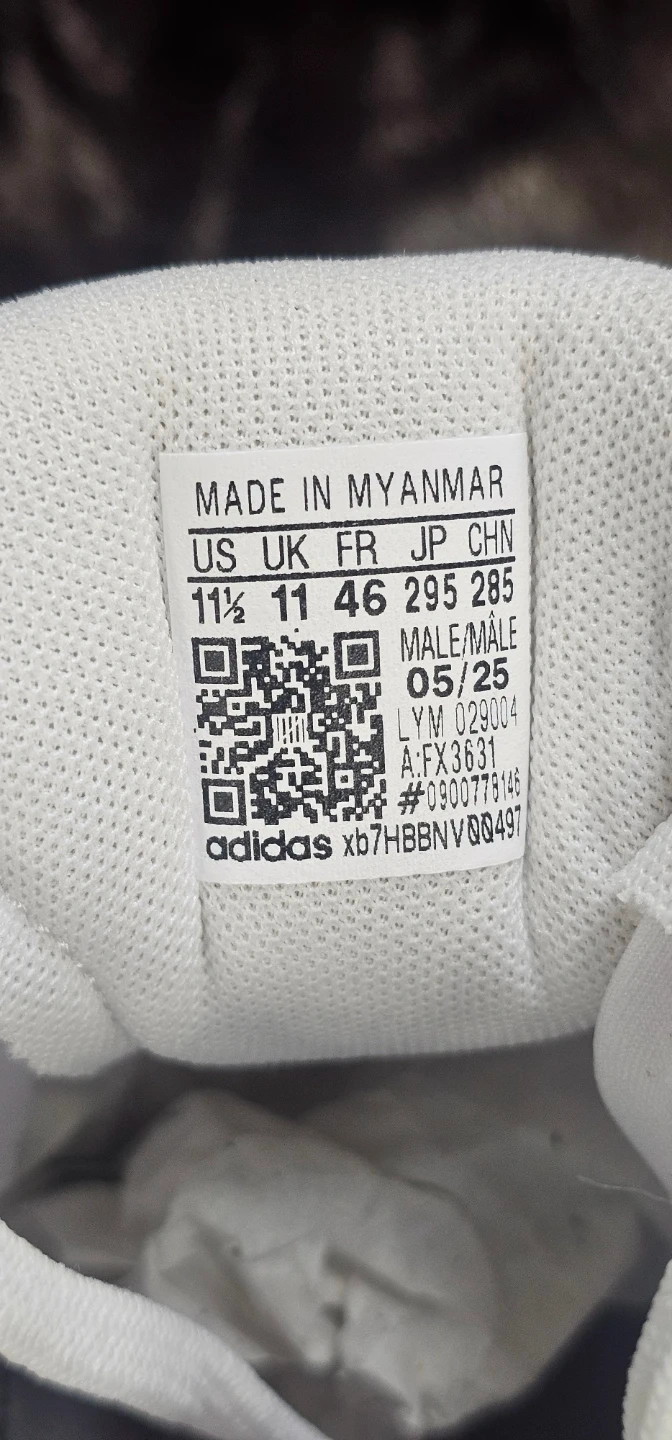 MADE IN MYANMAR
US UK FR JP CHN
11½ 11 46 295 285
MALE/MÂLE
05/25
LYM 029004
A:FX3631
#0900778146
adidas xb7HBBNV00497